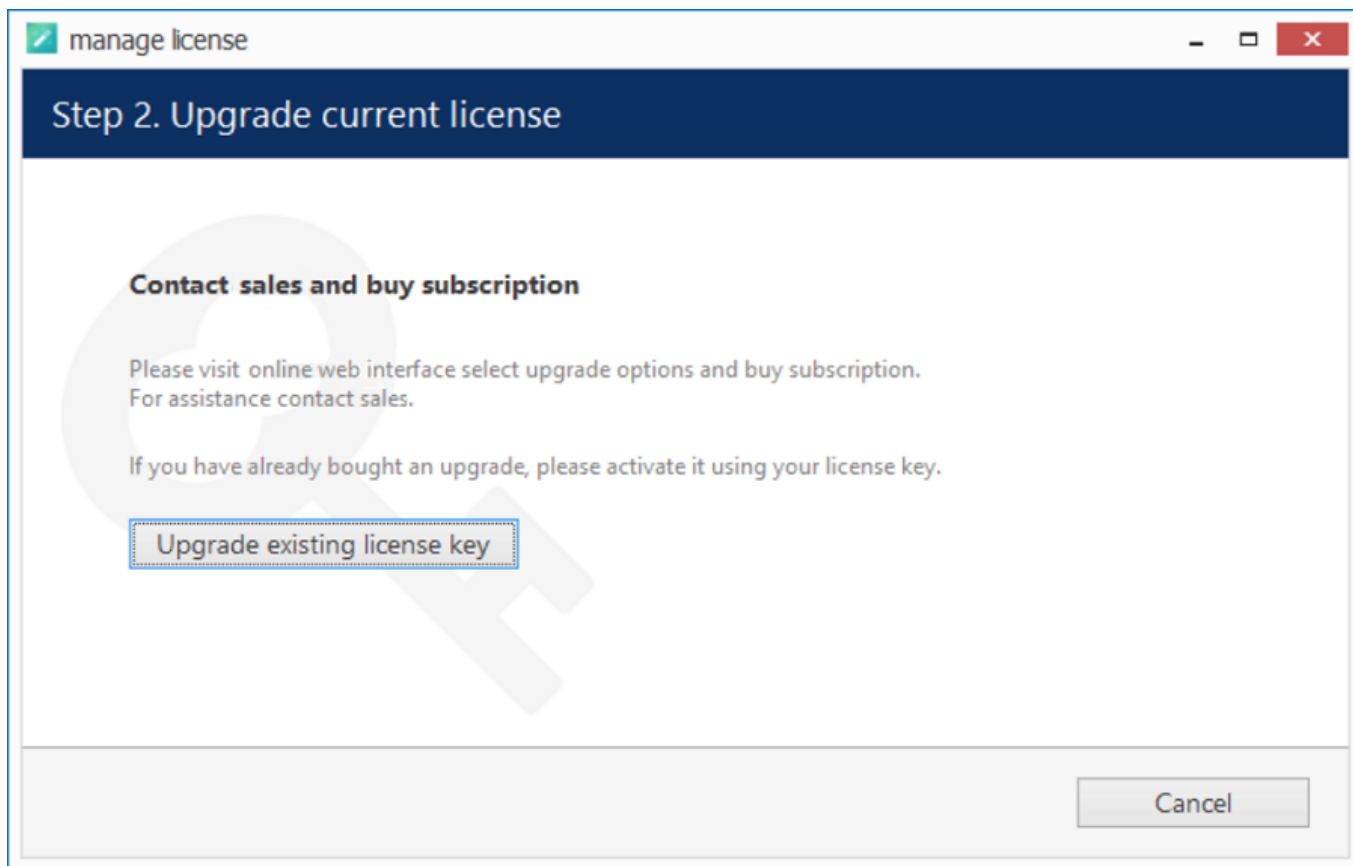 manage license
Step 2. Upgrade current license
Contact sales and buy subscription
Please visit online web interface select upgrade options and buy subscription.
For assistance contact sales.
If you have already bought an upgrade, please activate it using your license key.
Upgrade existing license key
Cancel